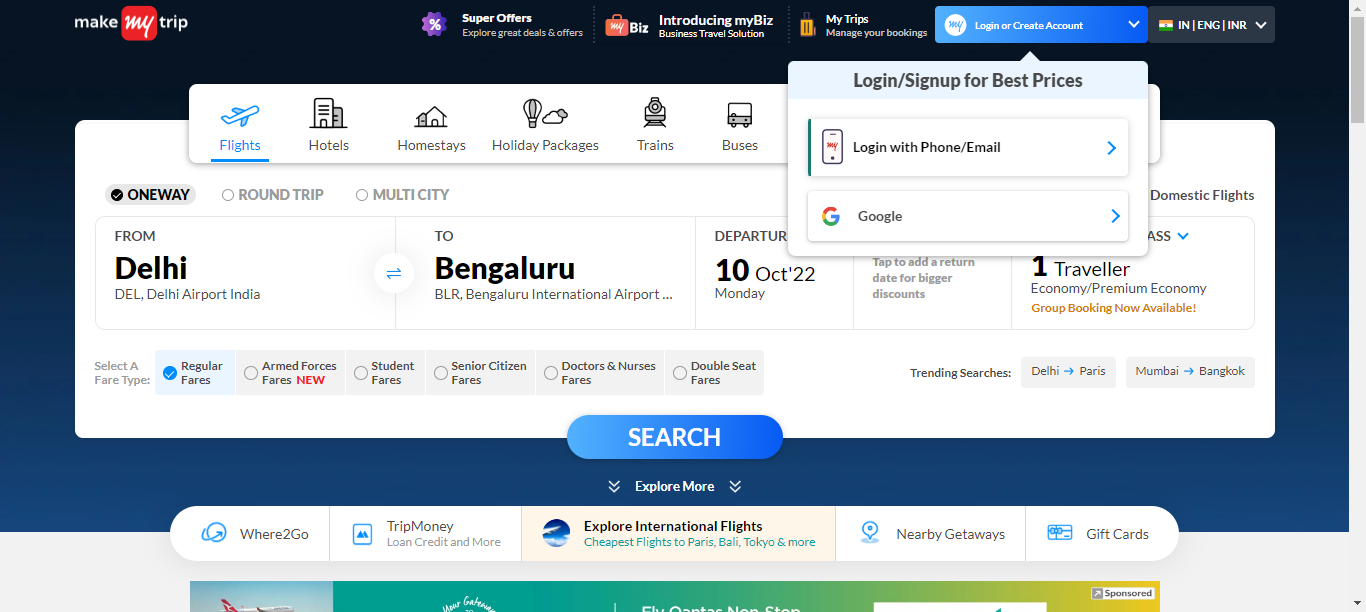 make my trip
%
Super Offers
Explore great deals & offers
my Biz
Introducing myBiz
Business Travel Solution
My Trips
Manage your bookings
my
Login or Create Account
IN | ENG | INR
Login/Signup for Best Prices
my
Login with Phone/Email
Google
Flights
Hotels
Homestays
Holiday Packages
Trains
Buses
ONEWAY
ROUND TRIP
MULTI CITY
Domestic Flights
FROM
Delhi
DEL, Delhi Airport India
TO
Bengaluru
BLR, Bengaluru International Airport ...
DEPARTUR
10 Oct'22
Monday
Tap to add a return
date for bigger
discounts
ASS
1 Traveller
Economy/Premium Economy
Group Booking Now Available!
Select A
Fare Type:
Regular
Fares
Armed Forces
Fares NEW
Student
Fares
Senior Citizen
Fares
Doctors & Nurses
Fares
Double Seat
Fares
Trending Searches:
Delhi → Paris
Mumbai → Bangkok
SEARCH
Explore More
Where2Go
TripMoney
Loan Credit and More
Explore International Flights
Cheapest Flights to Paris, Bali, Tokyo & more
Nearby Getaways
Gift Cards
Your Gateway
Fly Qantas Non-Stop
Sponsored